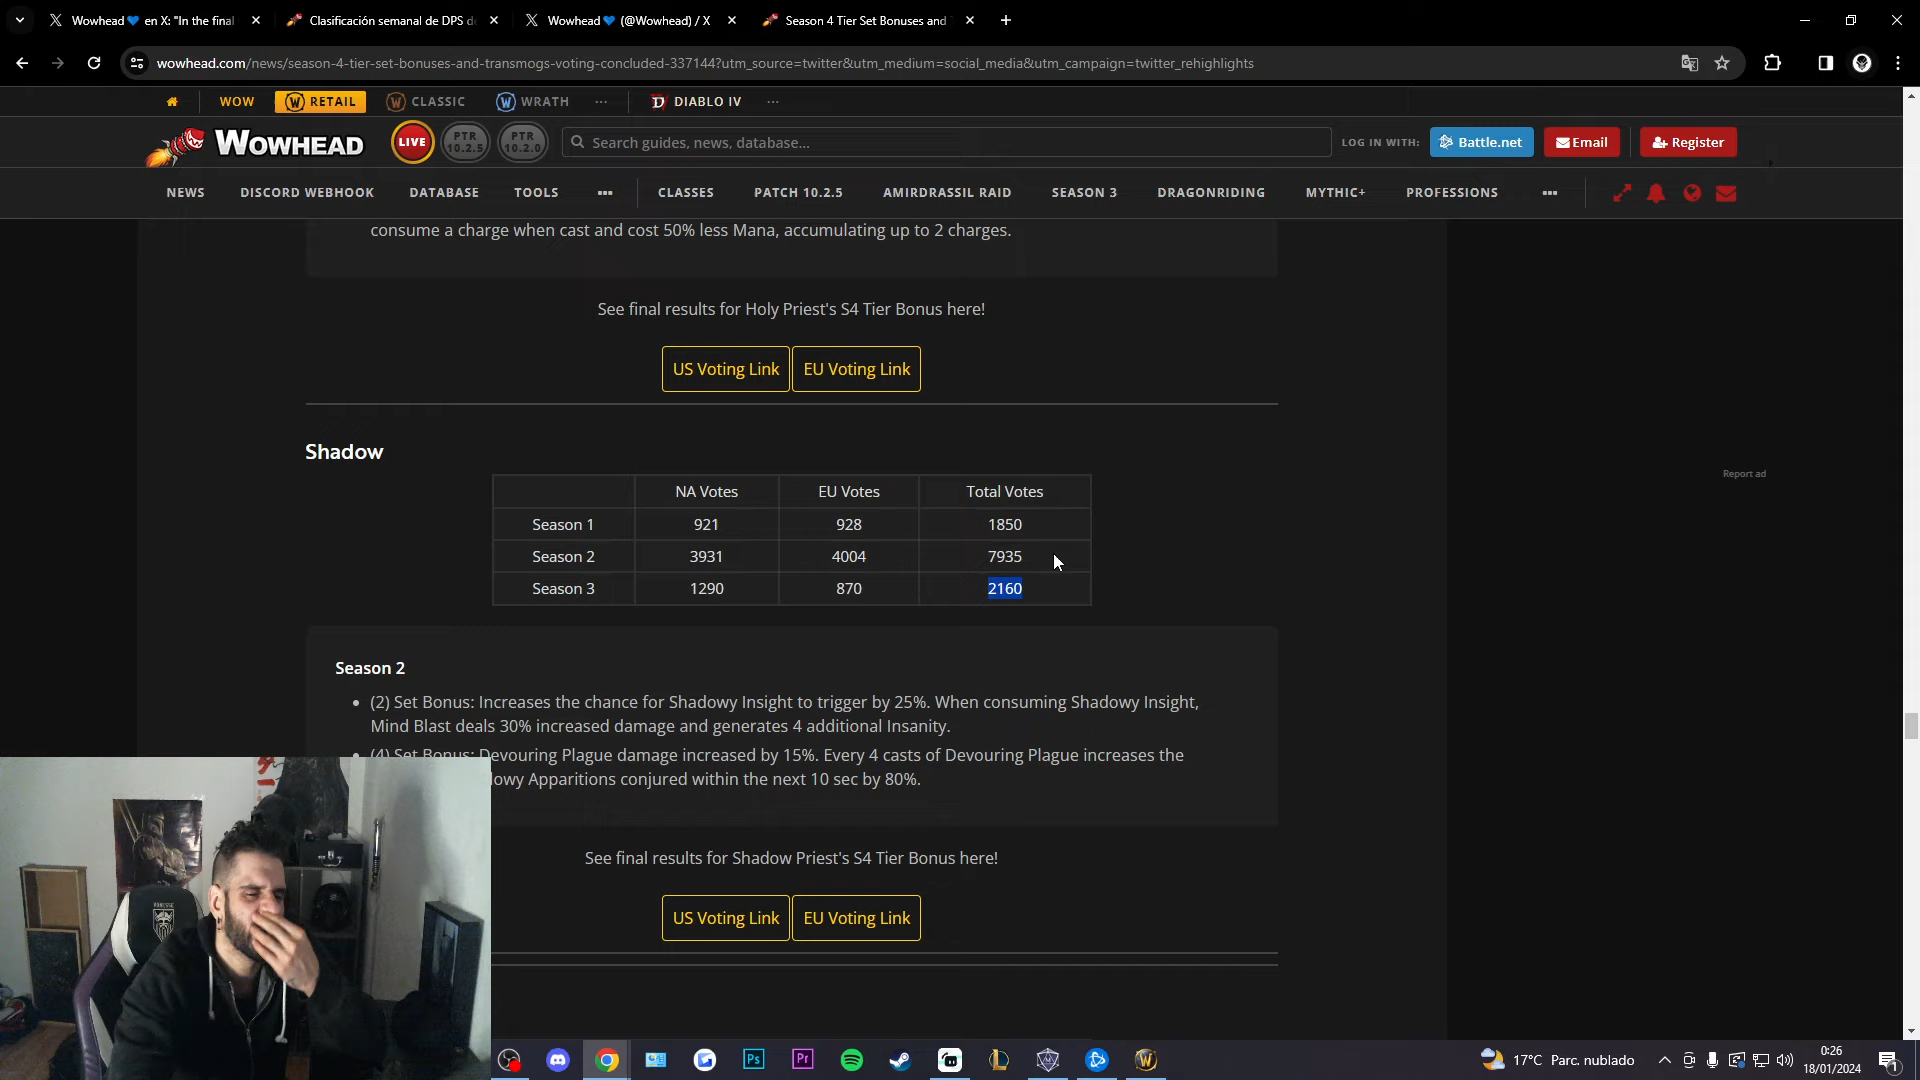 Wowhead💙 en X: "In the final
Clasificación semanal de DPS de
Wowhead💙 (@Wowhead) / X
Season 4 Tier Set Bonuses and
wowhead.com/news/season-4-tier-set-bonuses-and-transmogs-voting-concluded-337144?utm_source=twitter&utm_medium=social_media&utm_campaign=twitter_rehighlights
WOW RETAIL CLASSIC WRATH ... DIABLO IV ...
WOWHEAD LIVE PTR 10.2.5 PTR 10.2.0 Search guides, news, database... LOG IN WITH: Battle.net Email Register
NEWS DISCORD WEBHOOK DATABASE TOOLS ... CLASSES PATCH 10.2.5 AMIRDRASSIL RAID SEASON 3 DRAGONRIDING MYTHIC+ PROFESSIONS ...
consume a charge when cast and cost 50% less Mana, accumulating up to 2 charges.
See final results for Holy Priest's S4 Tier Bonus here!
US Voting Link EU Voting Link
Shadow
Report ad
NA Votes EU Votes Total Votes
Season 1 921 928 1850
Season 2 3931 4004 7935
Season 3 1290 870 2160
Season 2
• (2) Set Bonus: Increases the chance for Shadowy Insight to trigger by 25%. When consuming Shadowy Insight,
Mind Blast deals 30% increased damage and generates 4 additional Insanity.
• (4) Set Bonus: Devouring Plague damage increased by 15%. Every 4 casts of Devouring Plague increases the
owy Apparitions conjured within the next 10 sec by 80%.
See final results for Shadow Priest's S4 Tier Bonus here!
US Voting Link EU Voting Link
Ps Pr
17°C Parc. nublado
0:26
18/01/2024
1